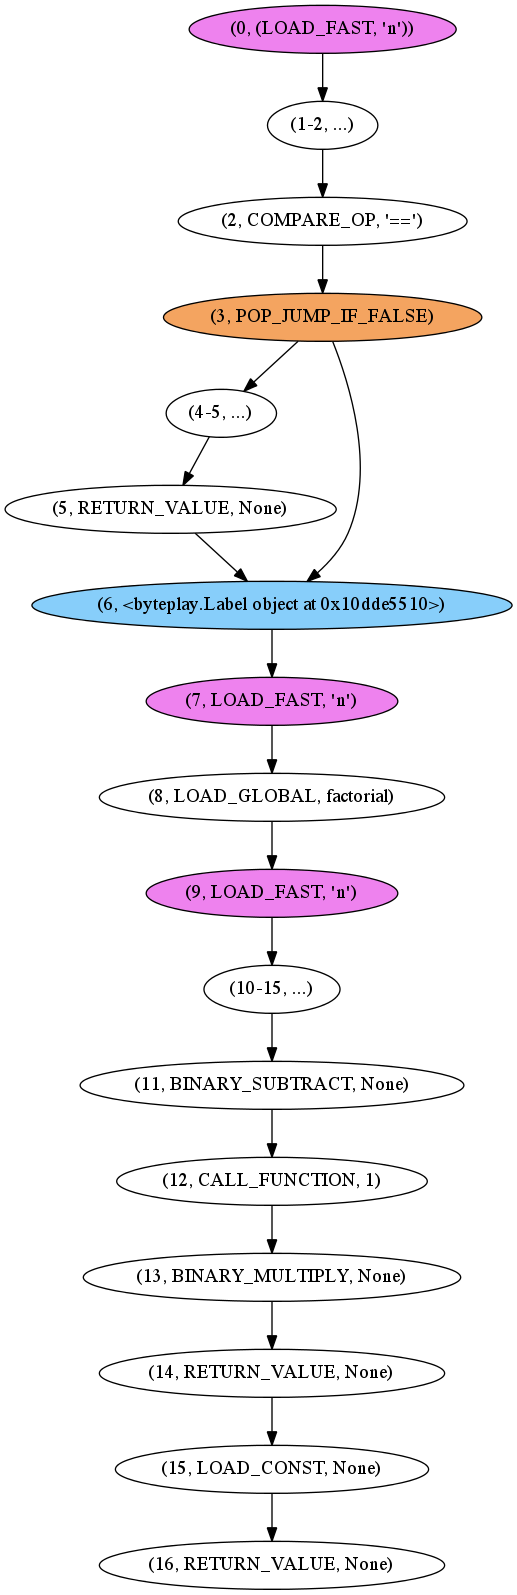 (0, (LOAD_FAST, 'n'))
(1-2, ...)
(2, COMPARE_OP, '==')
(3, POP_JUMP_IF_FALSE)
(4-5, ...)
(5, RETURN_VALUE, None)
(6, <byteplay.Label object at 0x10dde5510>)
(7, LOAD_FAST, 'n')
(8, LOAD_GLOBAL, factorial)
(9, LOAD_FAST, 'n')
(10-15, ...)
(11, BINARY_SUBTRACT, None)
(12, CALL_FUNCTION, 1)
(13, BINARY_MULTIPLY, None)
(14, RETURN_VALUE, None)
(15, LOAD_CONST, None)
(16, RETURN_VALUE, None)